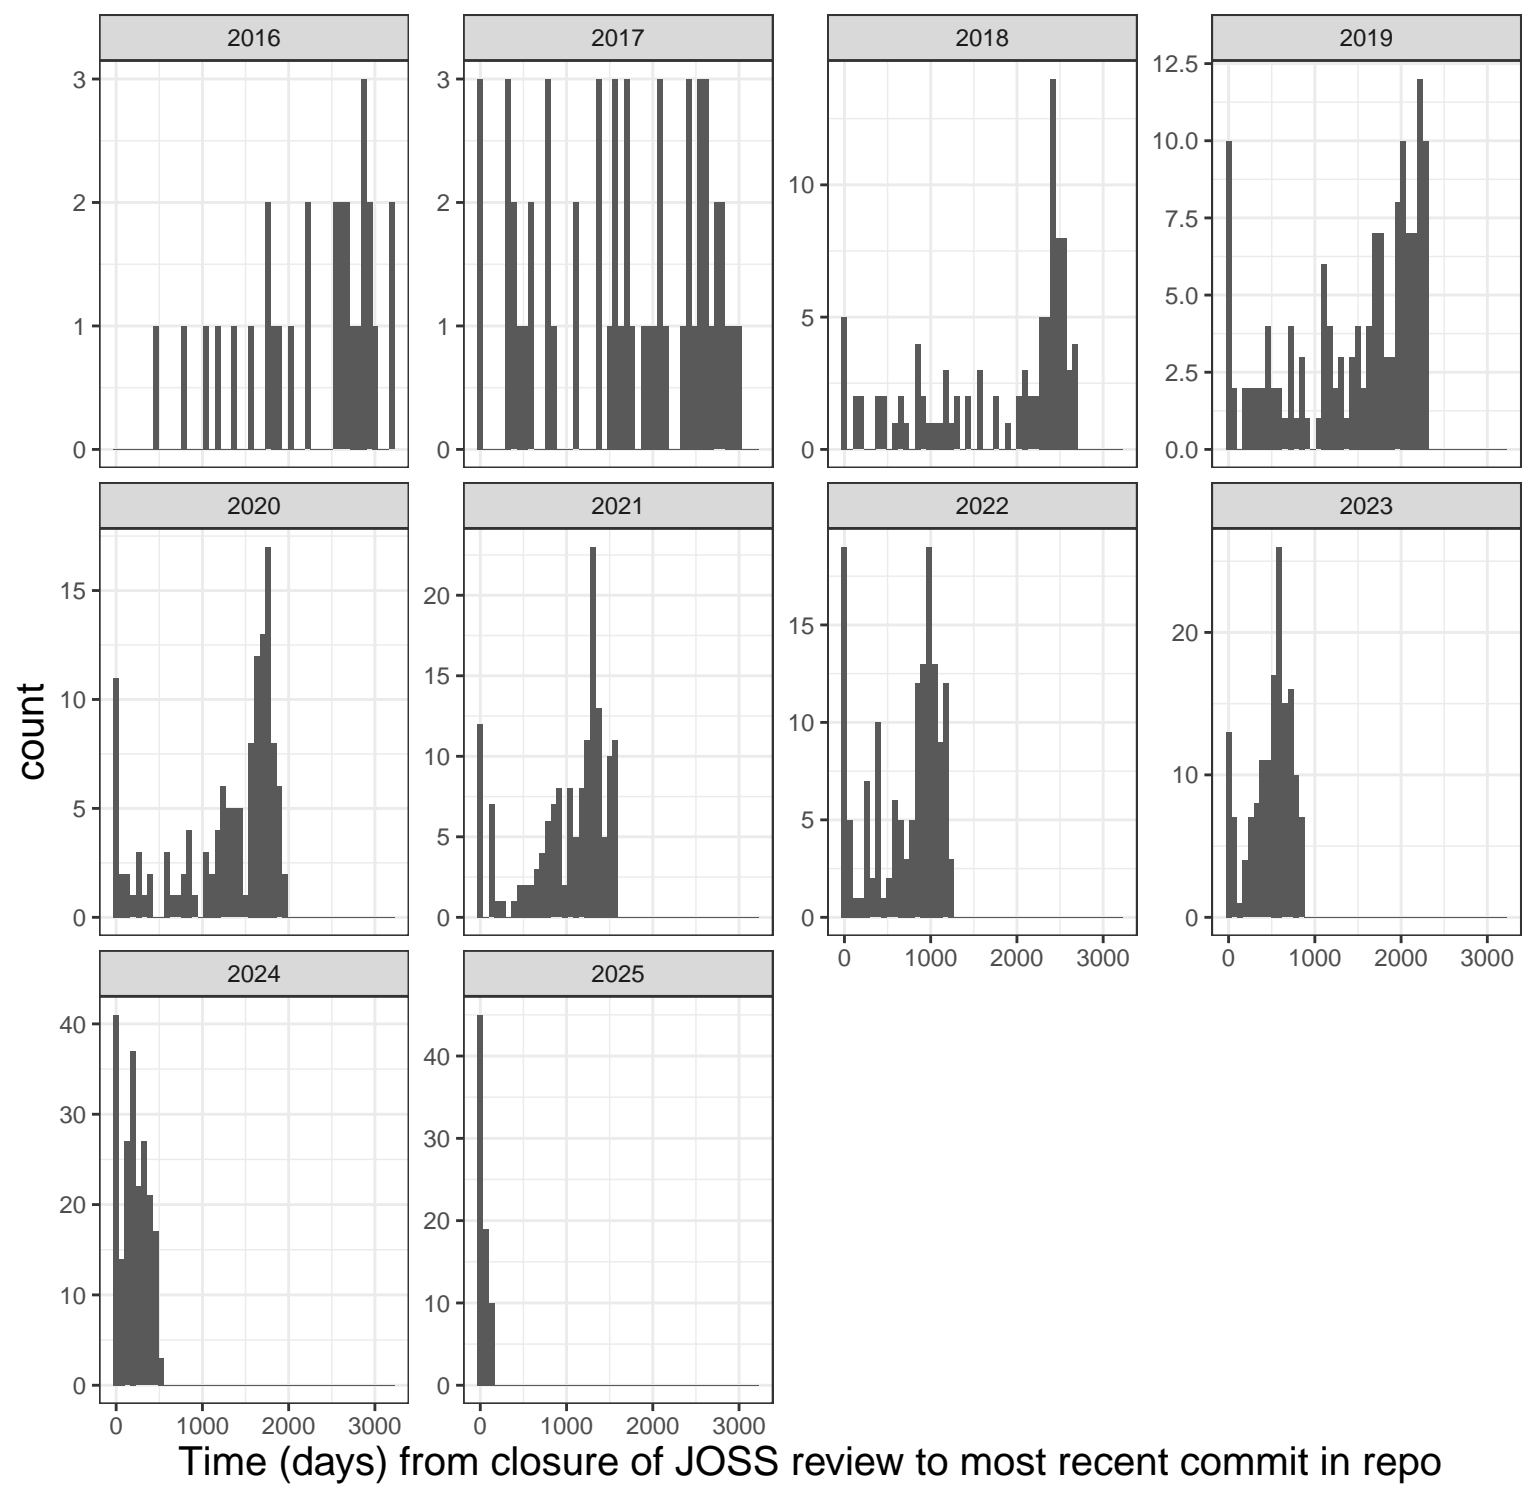 2016 2017 2018 2019
3 3 10 12.5
2 2 5 10.0
1 1 0 7.5
0 0 5.0
2.5
0.0
2020 2021 2022 2023
15 20 15 20
10 15 10 10
5 10 5 0
0 5 0
0
0 1000 2000 3000 0 1000 2000 3000
2024 2025
40 40
30 30
20 20
10 10
0 0
0 1000 2000 3000 0 1000 2000 3000
count
Time (days) from closure of JOSS review to most recent commit in repo